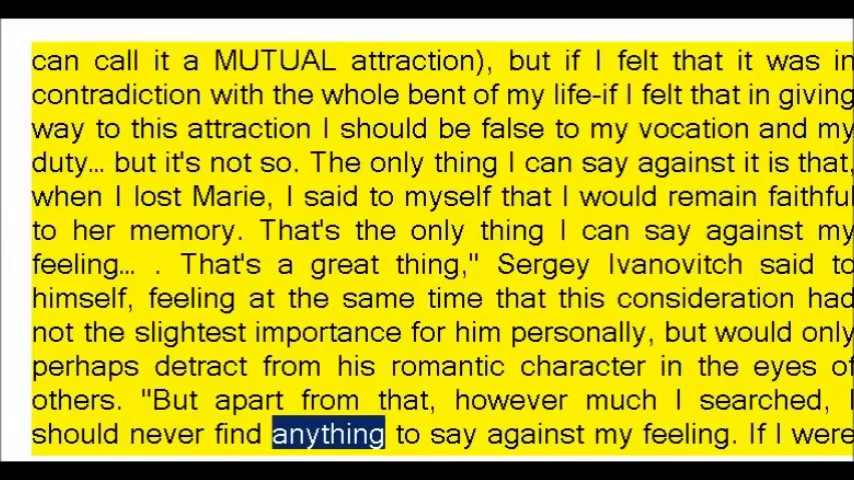 can call it a MUTUAL attraction), but if I felt that it was in
contradiction with the whole bent of my life-if I felt that in giving
way to this attraction I should be false to my vocation and my
duty... but it's not so. The only thing I can say against it is that,
when I lost Marie, I said to myself that I would remain faithful
to her memory. That's the only thing I can say against my
feeling... . That's a great thing," Sergey Ivanovitch said to
himself, feeling at the same time that this consideration had
not the slightest importance for him personally, but would only
perhaps detract from his romantic character in the eyes of
others. "But apart from that, however much I searched, I
should never find anything to say against my feeling. If I were